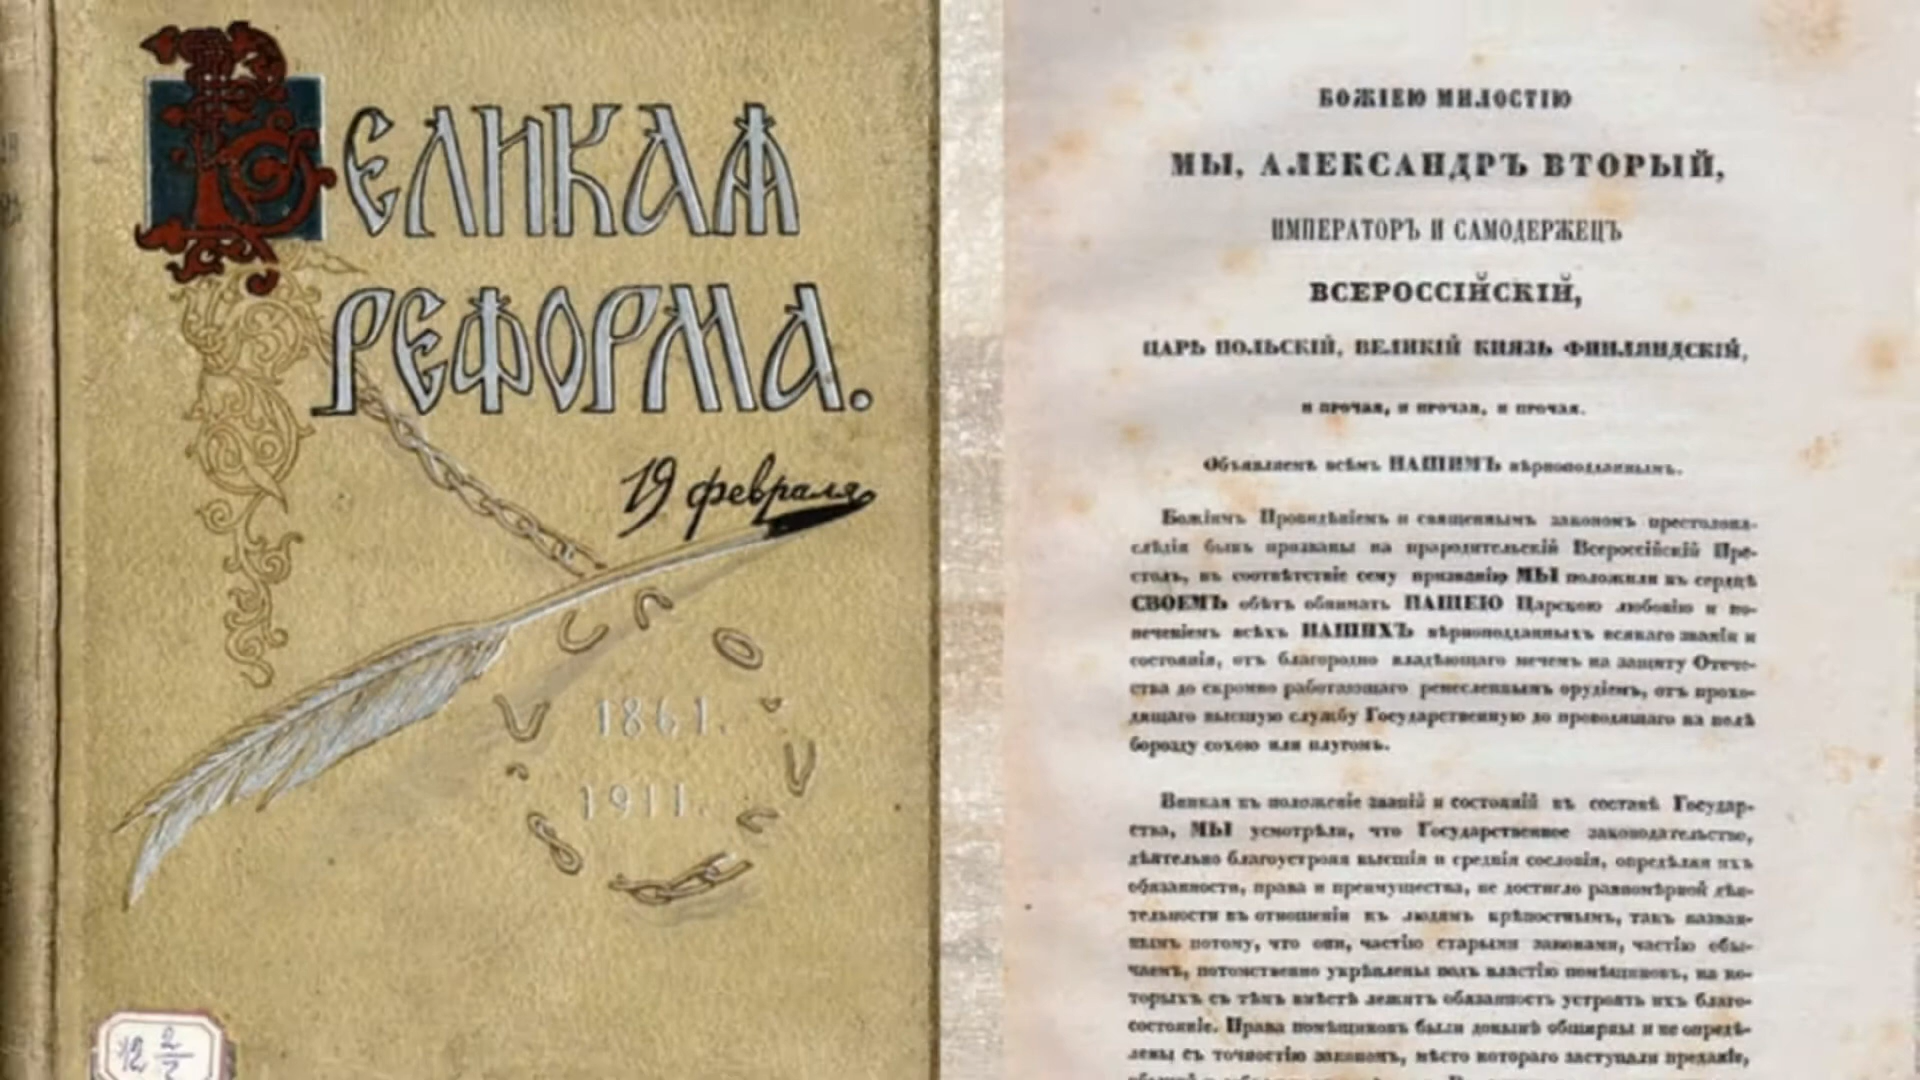 ВЕЛИКАЯ
РЕФОРМА.
19 февраля
1861.
1911.
12 2/2
БОЖІЕЮ МИЛОСТІЮ
МЫ, АЛЕКСАНДРЪ ВТОРЫЙ,
ИМПЕРАТОРЪ И САМОДЕРЖЕЦЪ
ВСЕРОССІЙСКІЙ,
ЦАРЬ ПОЛЬСКІЙ, ВЕЛИКІЙ КНЯЗЬ ФИНЛЯНДСКІЙ,
и прочая, и прочая, и прочая.
Объявляемъ всѣмъ НАШИМЪ вѣрноподданнымъ.
Божіимъ Провидѣніемъ и священнымъ закономъ престолона-
слѣдія бывъ призваны на прародительскій Всероссійскій Пре-
столъ, въ соотвѣтствіе сему призванію МЫ положили въ сердцѣ
СВОЕМЪ обѣтъ обнимать НАШЕЮ Царскою любовію и по-
печеніемъ всѣхъ НАШИХЪ вѣрноподданныхъ всякаго званія и
состоянія, отъ благородно владѣющаго мечемъ на защиту Отече-
ства до скромно работающаго ремесленнымъ орудіемъ, отъ прохо-
дящаго высшую службу Государственную до проводящаго на полѣ
борозду сохою или плугомъ.
Вникая въ положеніе званій и состояній въ составѣ Государ-
ства, МЫ усмотрѣли, что Государственное законодательство,
дѣятельно благоустрояя высшія и среднія сословія, опредѣляя ихъ
обязанности, права и преимущества, не достигло равномѣрной дѣя-
тельности въ отношеніи къ людямъ крѣпостнымъ, такъ назван-
нымъ потому, что они, частію старыми законами, частію обы-
чаемъ, потомственно укрѣплены подъ властію помѣщиковъ, на ко-
торыхъ съ тѣмъ вмѣстѣ лежитъ обязанность устроять ихъ благо-
состояніе. Права помѣщиковъ были донынѣ обширны и не опредѣ-
лены съ точностію закономъ, мѣсто котораго заступали преданіе,